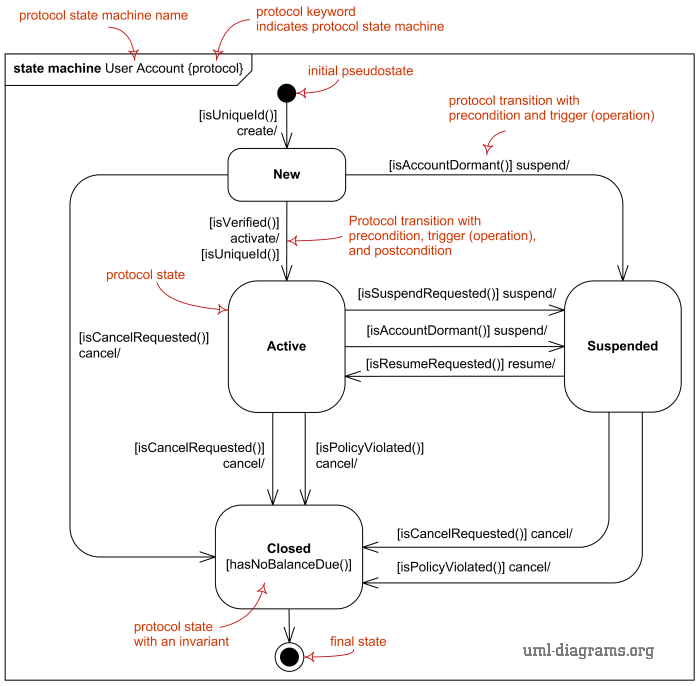 protocol state machine name
protocol keyword
indicates protocol state machine
state machine User Account {protocol}
initial pseudostate
[isUniqueId()]
create/
protocol transition with
precondition and trigger (operation)
New
[isAccountDormant()] suspend/
[isVerified()]
activate/
[isUniqueId()]
Protocol transition with
precondition, trigger (operation),
and postcondition
protocol state
[isSuspendRequested()] suspend/
[isCancelRequested()]
cancel/
Active
[isAccountDormant()] suspend/
Suspended
[isResumeRequested()] resume/
[isCancelRequested()]
cancel/
[isPolicyViolated()]
cancel/
[isCancelRequested()] cancel/
Closed
[hasNoBalanceDue()]
[isPolicyViolated()] cancel/
protocol state
with an invariant
final state
uml-diagrams.org